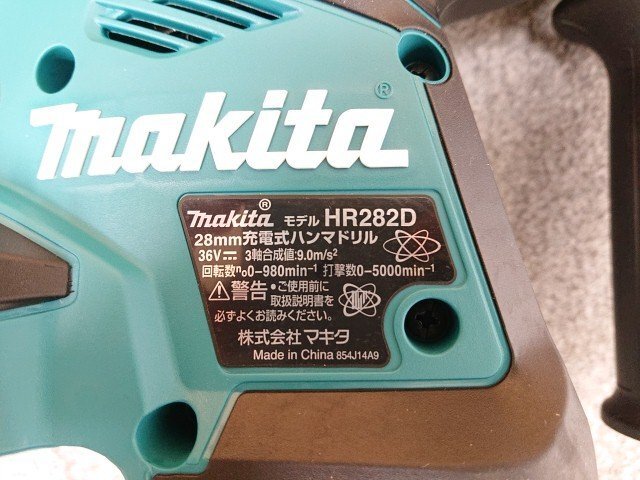 makita®
makita® モデル HR282D
28mm充電式ハンマドリル
36V⎓ 3軸合成値:9.0m/s²
回転数n₀0−980min⁻¹ 打撃数0−5000min⁻¹
⚠警告・ご使用前に
取扱説明書を
必ずよくお読みください。
株式会社 マキタ
Made in China 854J14A9